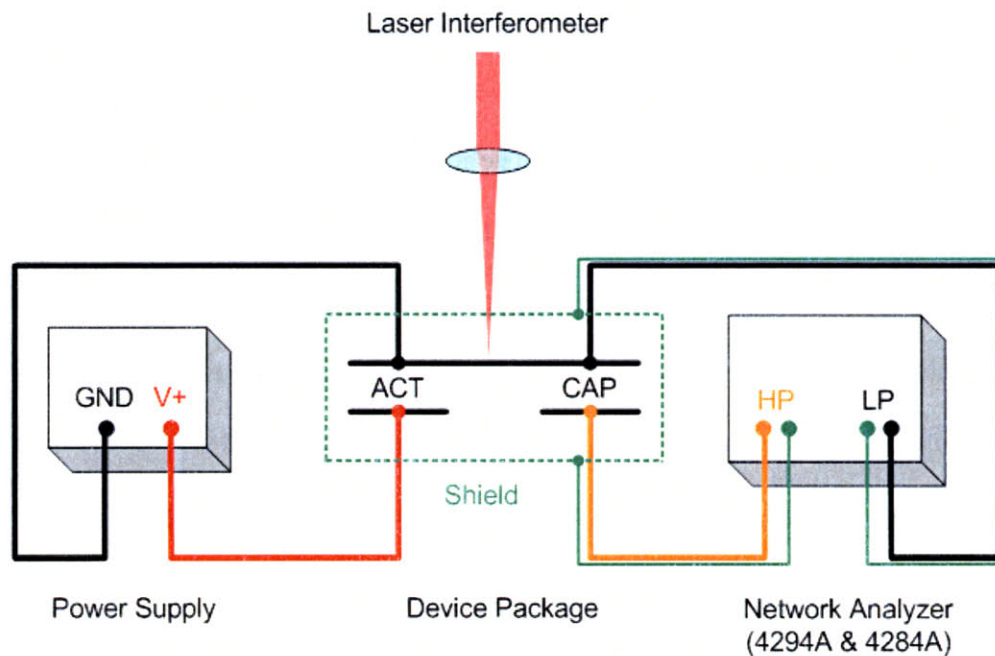 Laser Interferometer
ACT
CAP
GND
V+
HP
LP
Shield
Power Supply
Device Package
Network Analyzer
(4294A & 4284A)